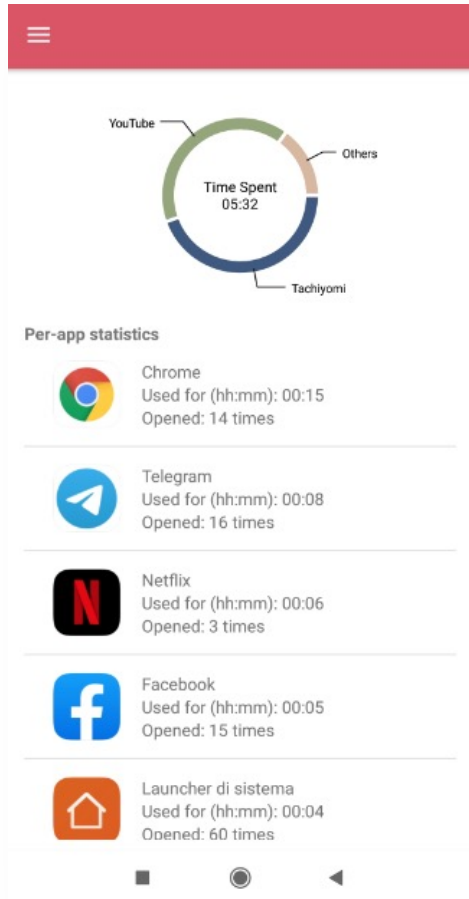 YouTube
Others
Time Spent
05:32
Tachiyomi
Per-app statistics
Chrome
Used for (hh:mm): 00:15
Opened: 14 times
Telegram
Used for (hh:mm): 00:08
Opened: 16 times
N
Netflix
Used for (hh:mm): 00:06
Opened: 3 times
f
Facebook
Used for (hh:mm): 00:05
Opened: 15 times
Launcher di sistema
Used for (hh:mm): 00:04
Opened: 60 times